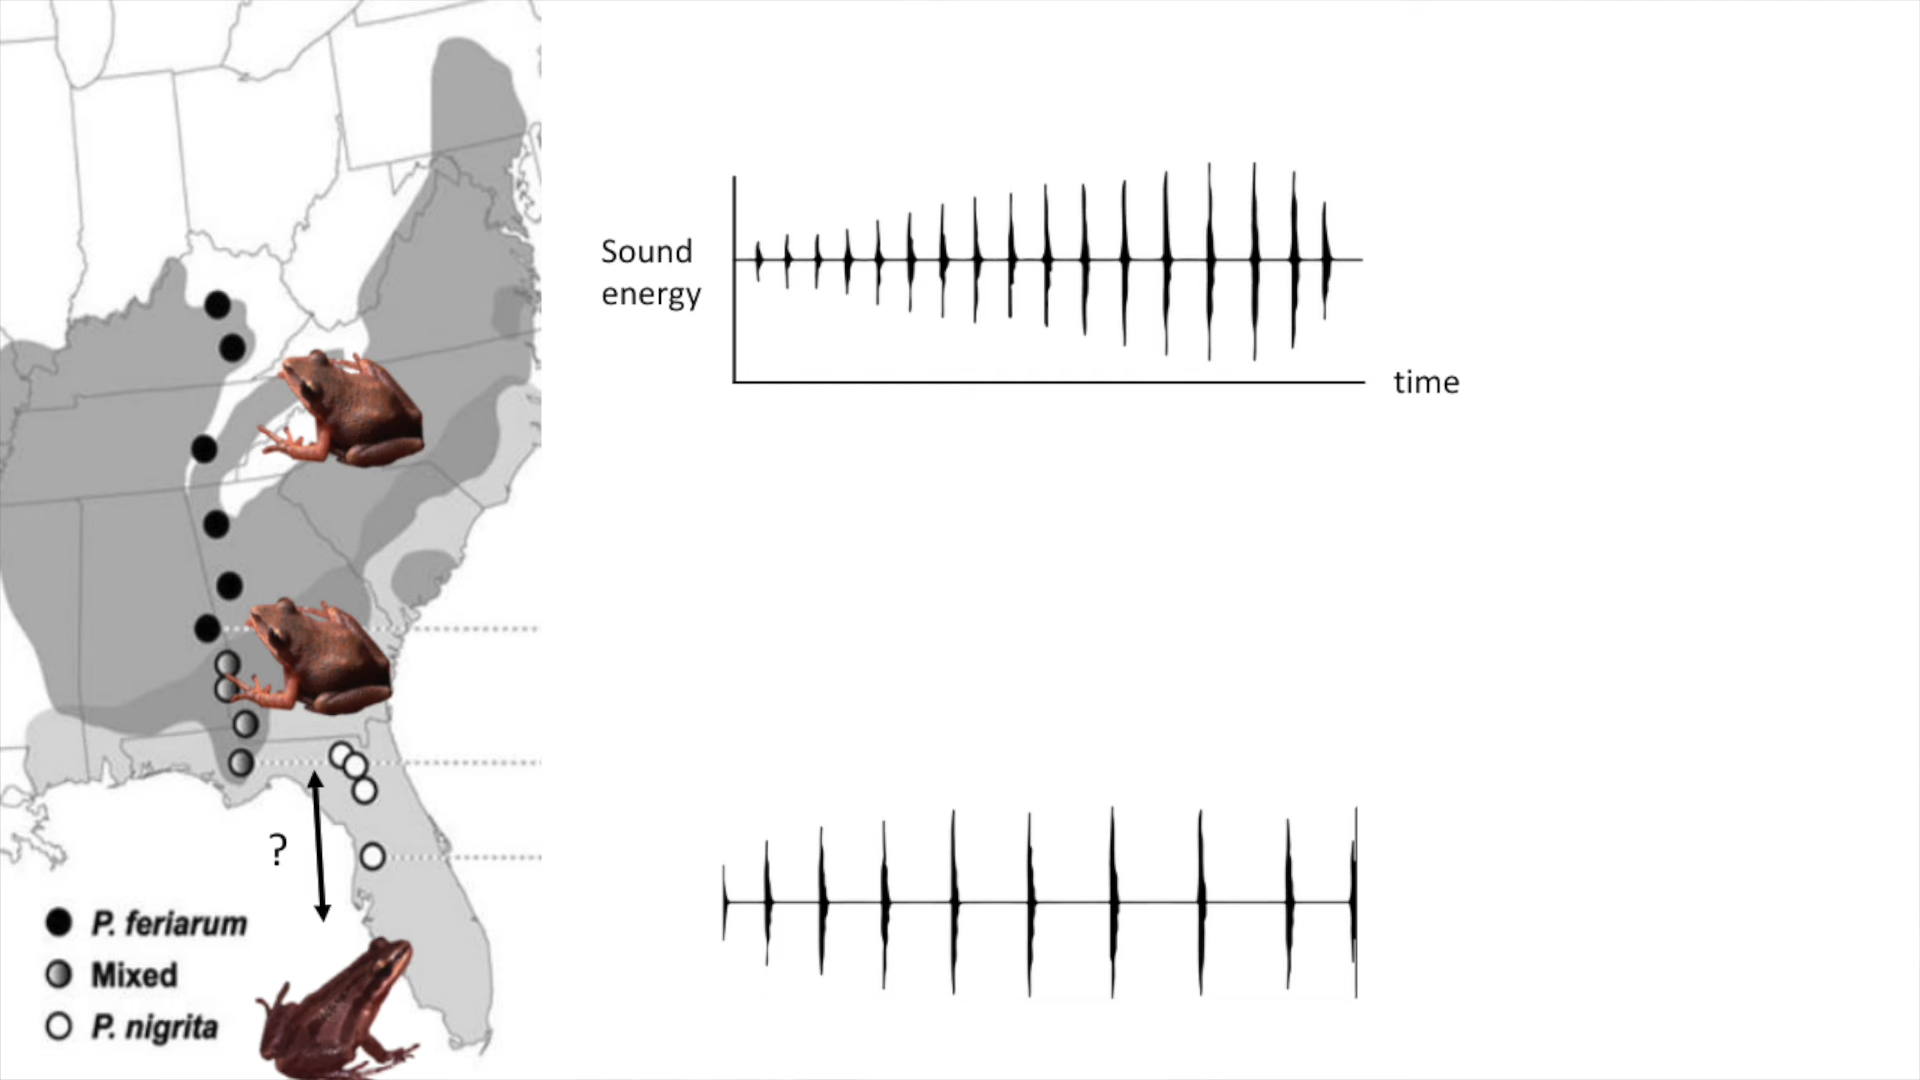 Sound
energy
time
?
P. feriarum
Mixed
P. nigrita